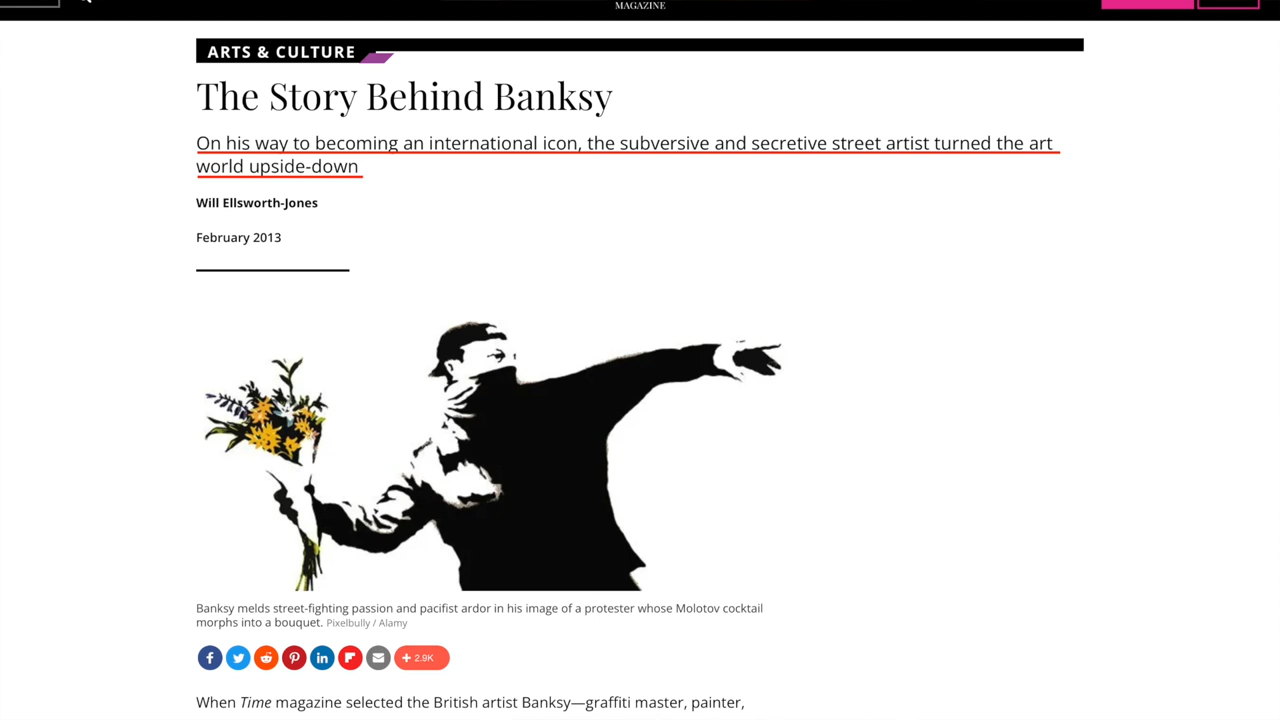 MAGAZINE
ARTS & CULTURE
The Story Behind Banksy
On his way to becoming an international icon, the subversive and secretive street artist turned the art
world upside-down
Will Ellsworth-Jones
February 2013
Banksy melds street-fighting passion and pacifist ardor in his image of a protester whose Molotov cocktail
morphs into a bouquet. Pixelbully / Alamy
+ 2.9K
When Time magazine selected the British artist Banksy—graffiti master, painter,